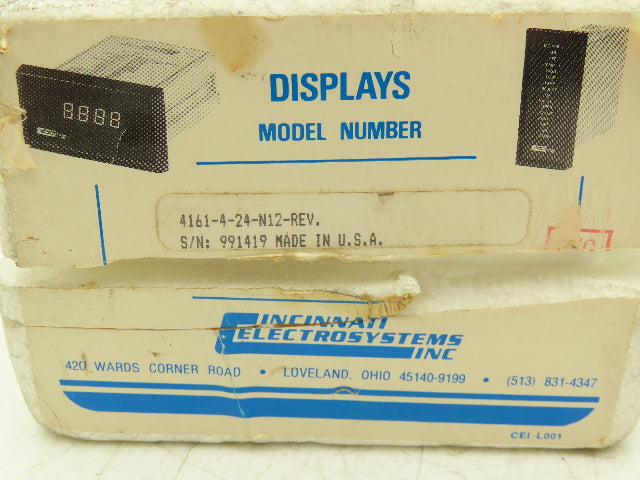 DISPLAYS
MODEL NUMBER
8888
4161-4-24-N12-REV.
S/N: 991419 MADE IN U.S.A.
CINCINNATI
ELECTROSYSTEMS
INC
420 WARDS CORNER ROAD • LOVELAND, OHIO 45140-9199 • (513) 831-4347
CEI-L001